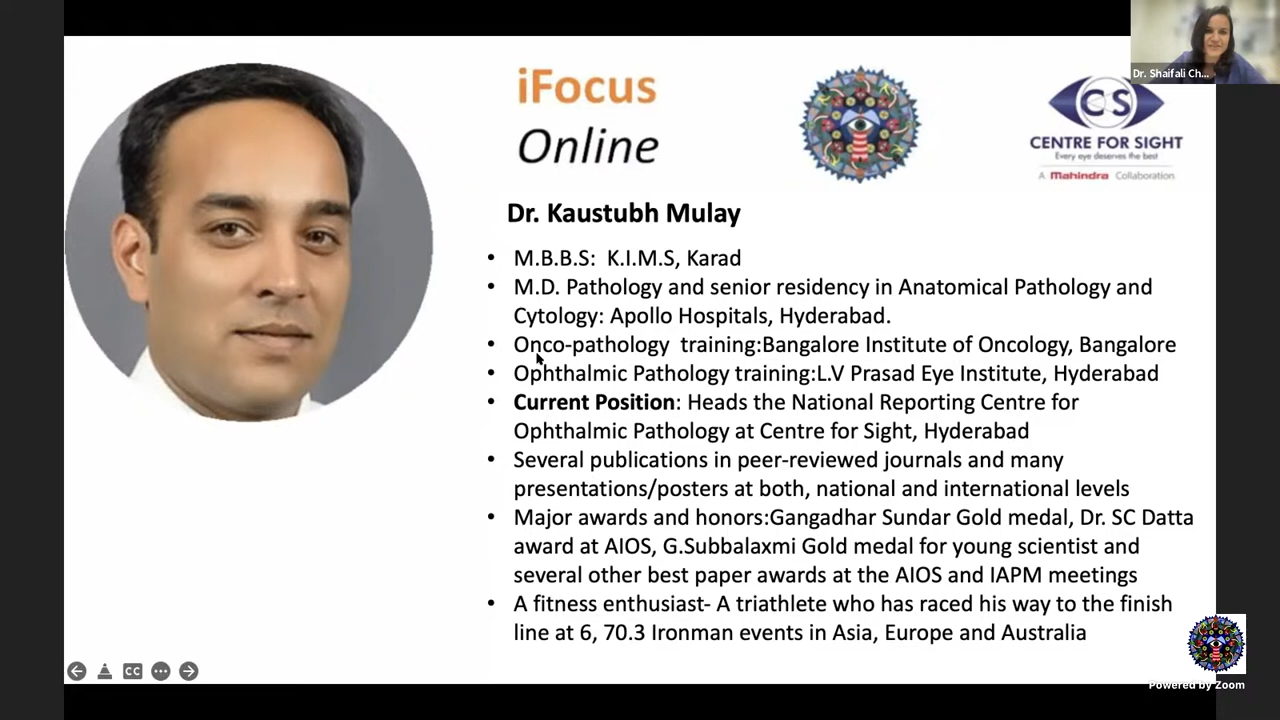 Dr. Shaifali Ch...
iFocus
Online
CS
CENTRE FOR SIGHT
Every eye deserves the best
A Mahindra Collaboration
Dr. Kaustubh Mulay
• M.B.B.S: K.I.M.S, Karad
• M.D. Pathology and senior residency in Anatomical Pathology and
Cytology: Apollo Hospitals, Hyderabad.
• Onco-pathology training:Bangalore Institute of Oncology, Bangalore
• Ophthalmic Pathology training:L.V Prasad Eye Institute, Hyderabad
• Current Position: Heads the National Reporting Centre for
Ophthalmic Pathology at Centre for Sight, Hyderabad
• Several publications in peer-reviewed journals and many
presentations/posters at both, national and international levels
• Major awards and honors:Gangadhar Sundar Gold medal, Dr. SC Datta
award at AIOS, G.Subbalaxmi Gold medal for young scientist and
several other best paper awards at the AIOS and IAPM meetings
• A fitness enthusiast- A triathlete who has raced his way to the finish
line at 6, 70.3 Ironman events in Asia, Europe and Australia
CC
Powered by Zoom